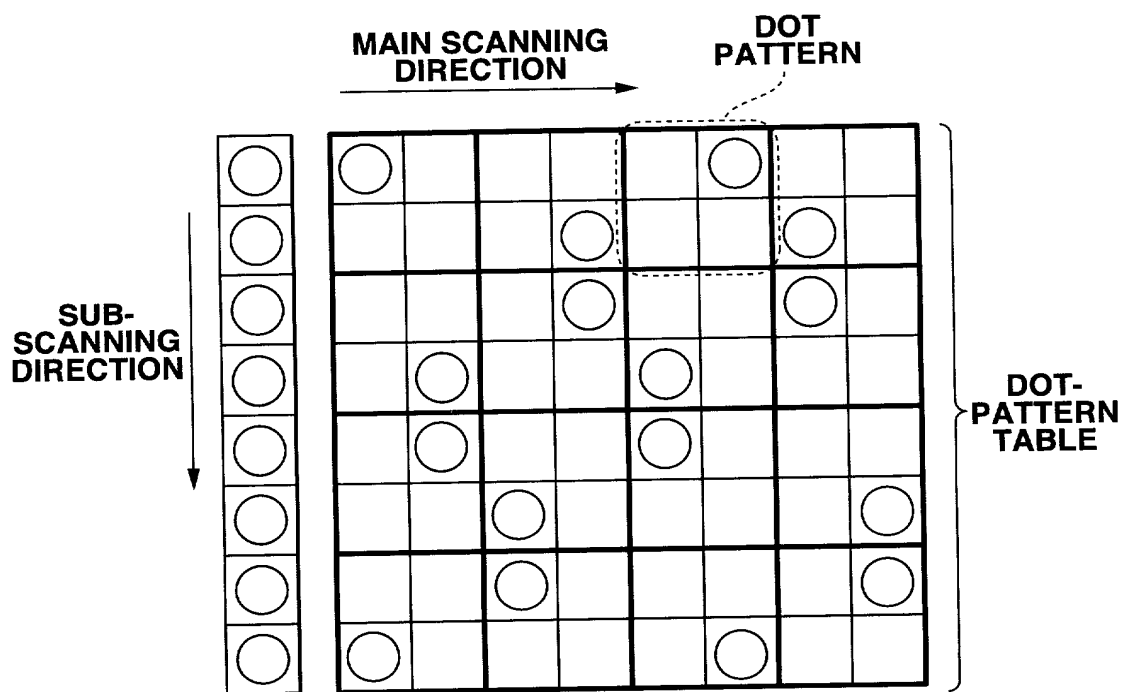 MAIN SCANNING
DIRECTION
DOT
PATTERN
SUB-
SCANNING
DIRECTION
DOT-
PATTERN
TABLE